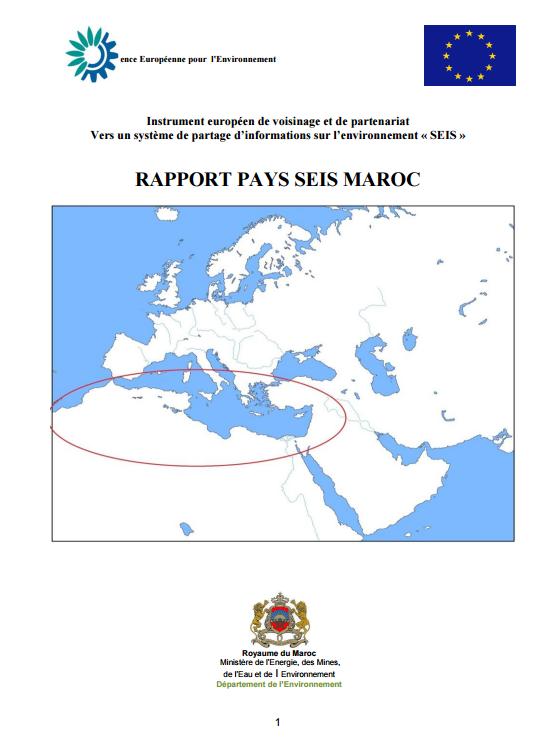 ence Européenne pour l'Environnement
Instrument européen de voisinage et de partenariat
Vers un système de partage d'informations sur l'environnement « SEIS »
RAPPORT PAYS SEIS MAROC
Royaume du Maroc
Ministère de l'Energie, des Mines,
de l'Eau et de l Environnement
Département de l'Environnement
1